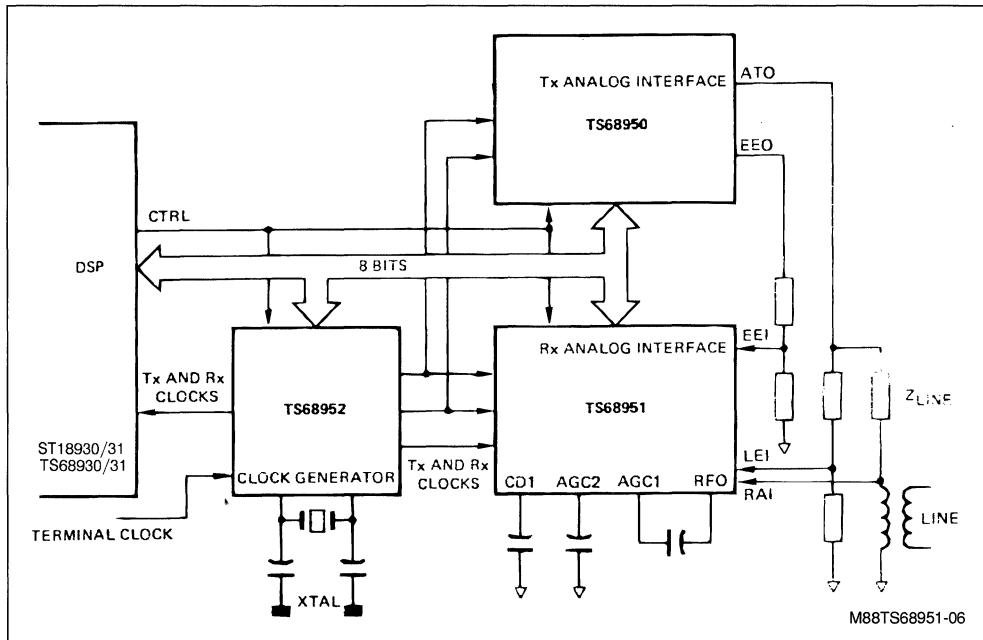 Tx ANALOG INTERFACE
TS68950
ATO
EEO
CTRL
DSP
8 BITS
Rx ANALOG INTERFACE
TS68951
EEI
Tx AND Rx
CLOCKS
TS68952
ZLINE
ST18930/31
TS68930/31
CLOCK GENERATOR
Tx AND Rx
CLOCKS
CD1
AGC2
AGC1
RFO
LEI
RAI
LINE
TERMINAL CLOCK
XTAL
M88TS68951-06